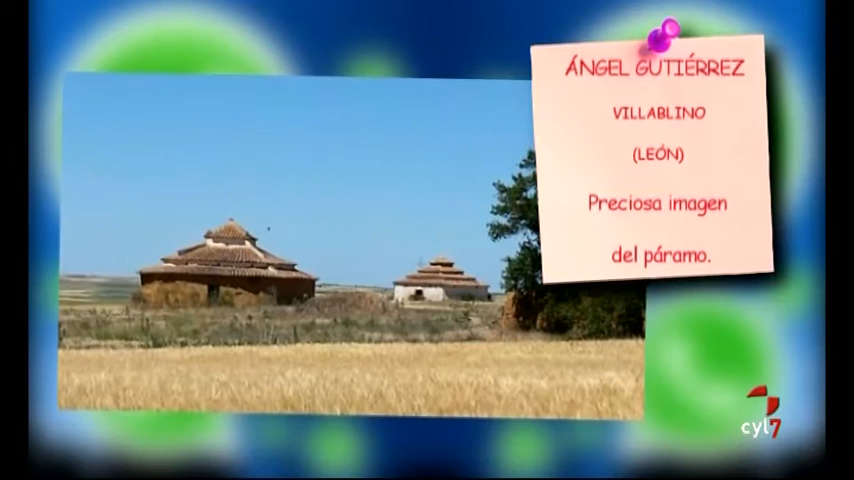 ÁNGEL GUTIÉRREZ
VILLABLINO
(LEÓN)
Preciosa imagen
del páramo.
cyl7